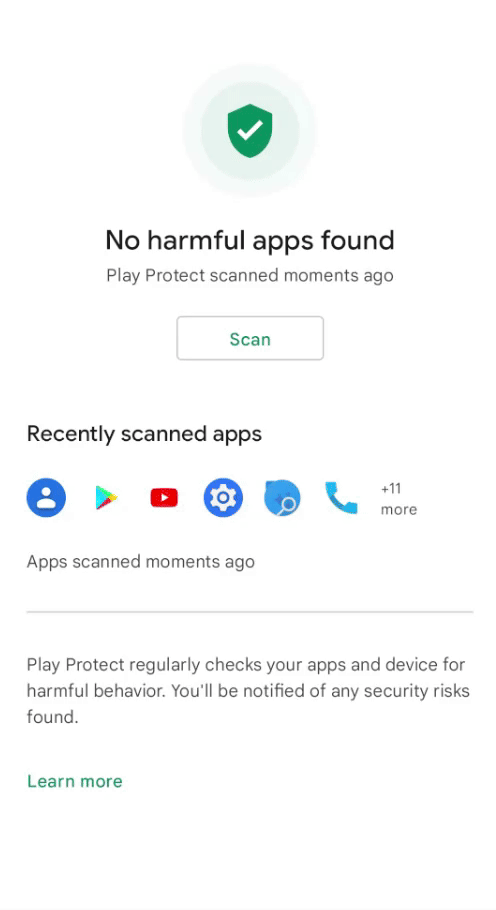 No harmful apps found
Play Protect scanned moments ago
Scan
Recently scanned apps
+11
more
Apps scanned moments ago
Play Protect regularly checks your apps and device for
harmful behavior. You'll be notified of any security risks
found.
Learn more